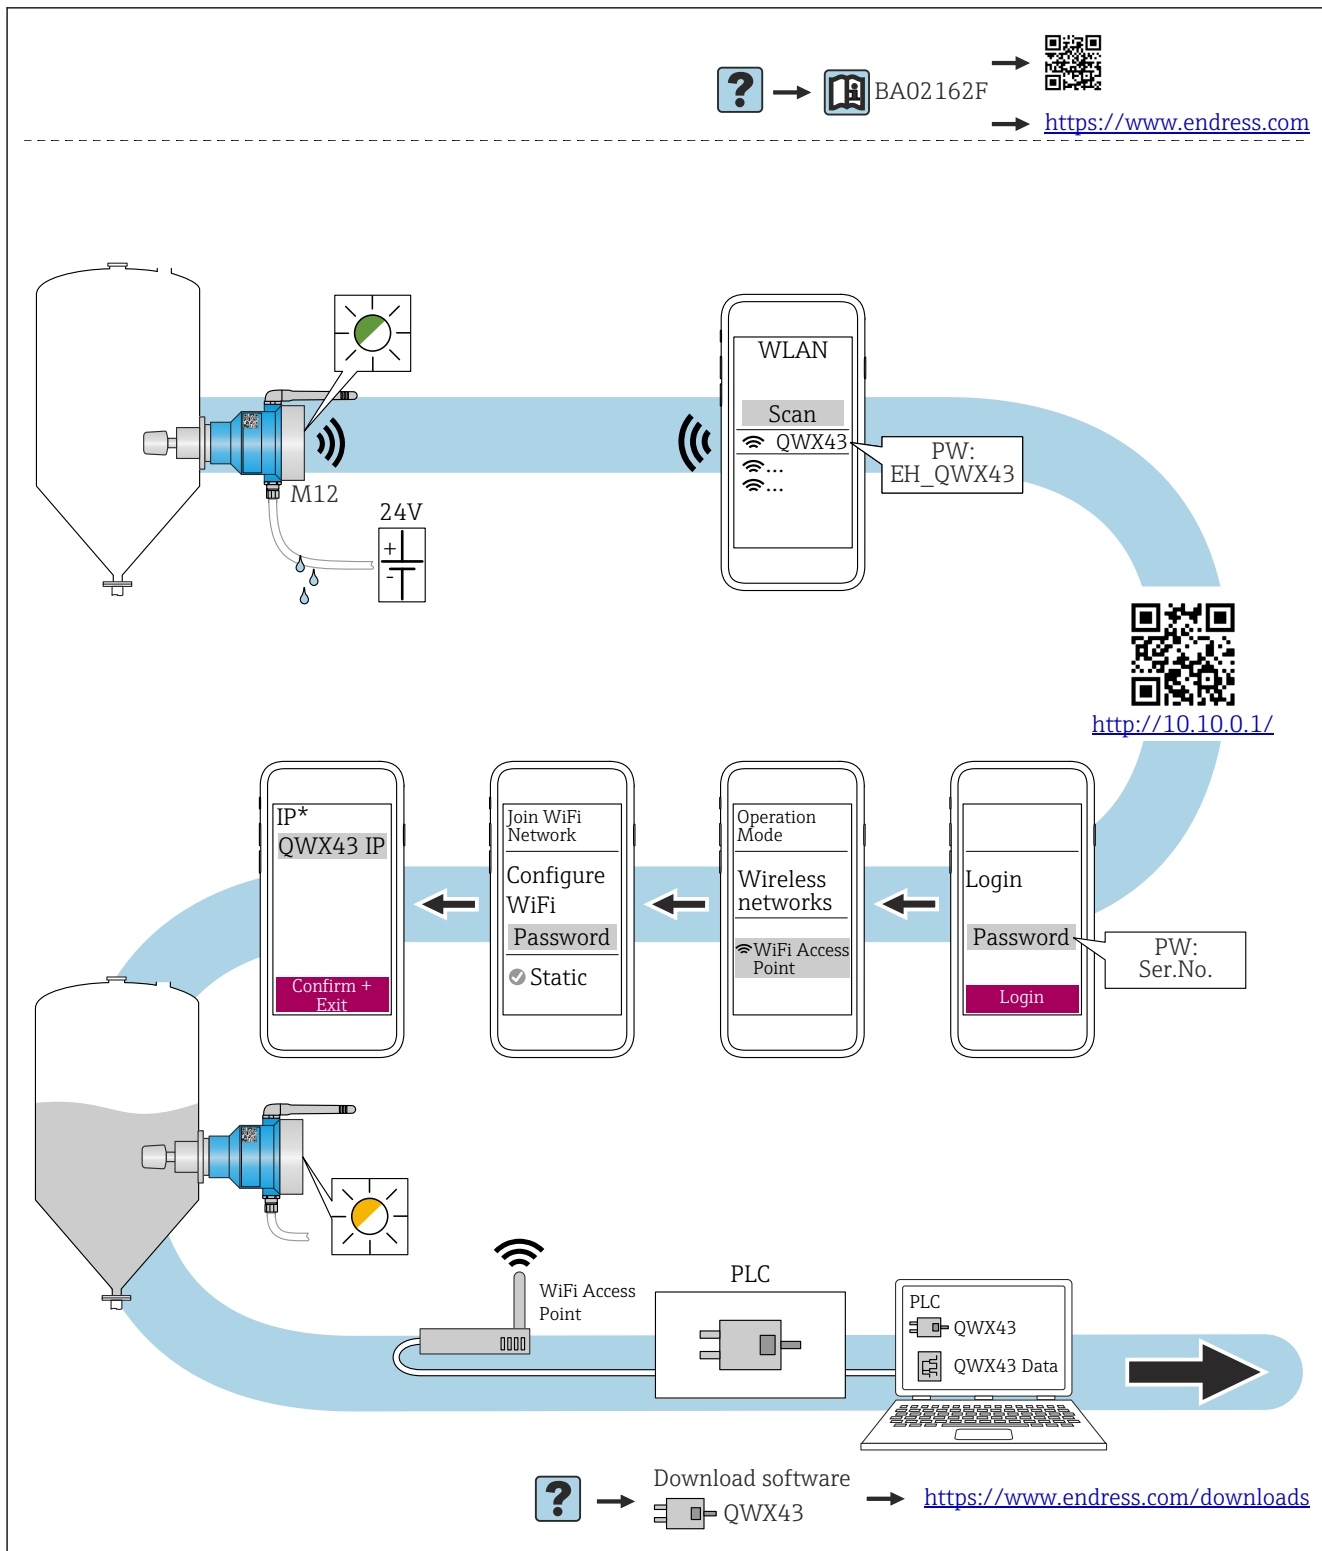 BA02162F
https://www.endress.com
WLAN
Scan
QWX43
...
...
PW:
EH_QWX43
M12
24V
+
-
http://10.10.0.1/
IP*
QWX43 IP
Confirm +
Exit
Join WiFi
Network
Configure
WiFi
Password
Static
Operation
Mode
Wireless
networks
WiFi Access
Point
Login
Password
Login
PW:
Ser.No.
WiFi Access
Point
PLC
PLC
QWX43
QWX43 Data
Download software
QWX43
https://www.endress.com/downloads